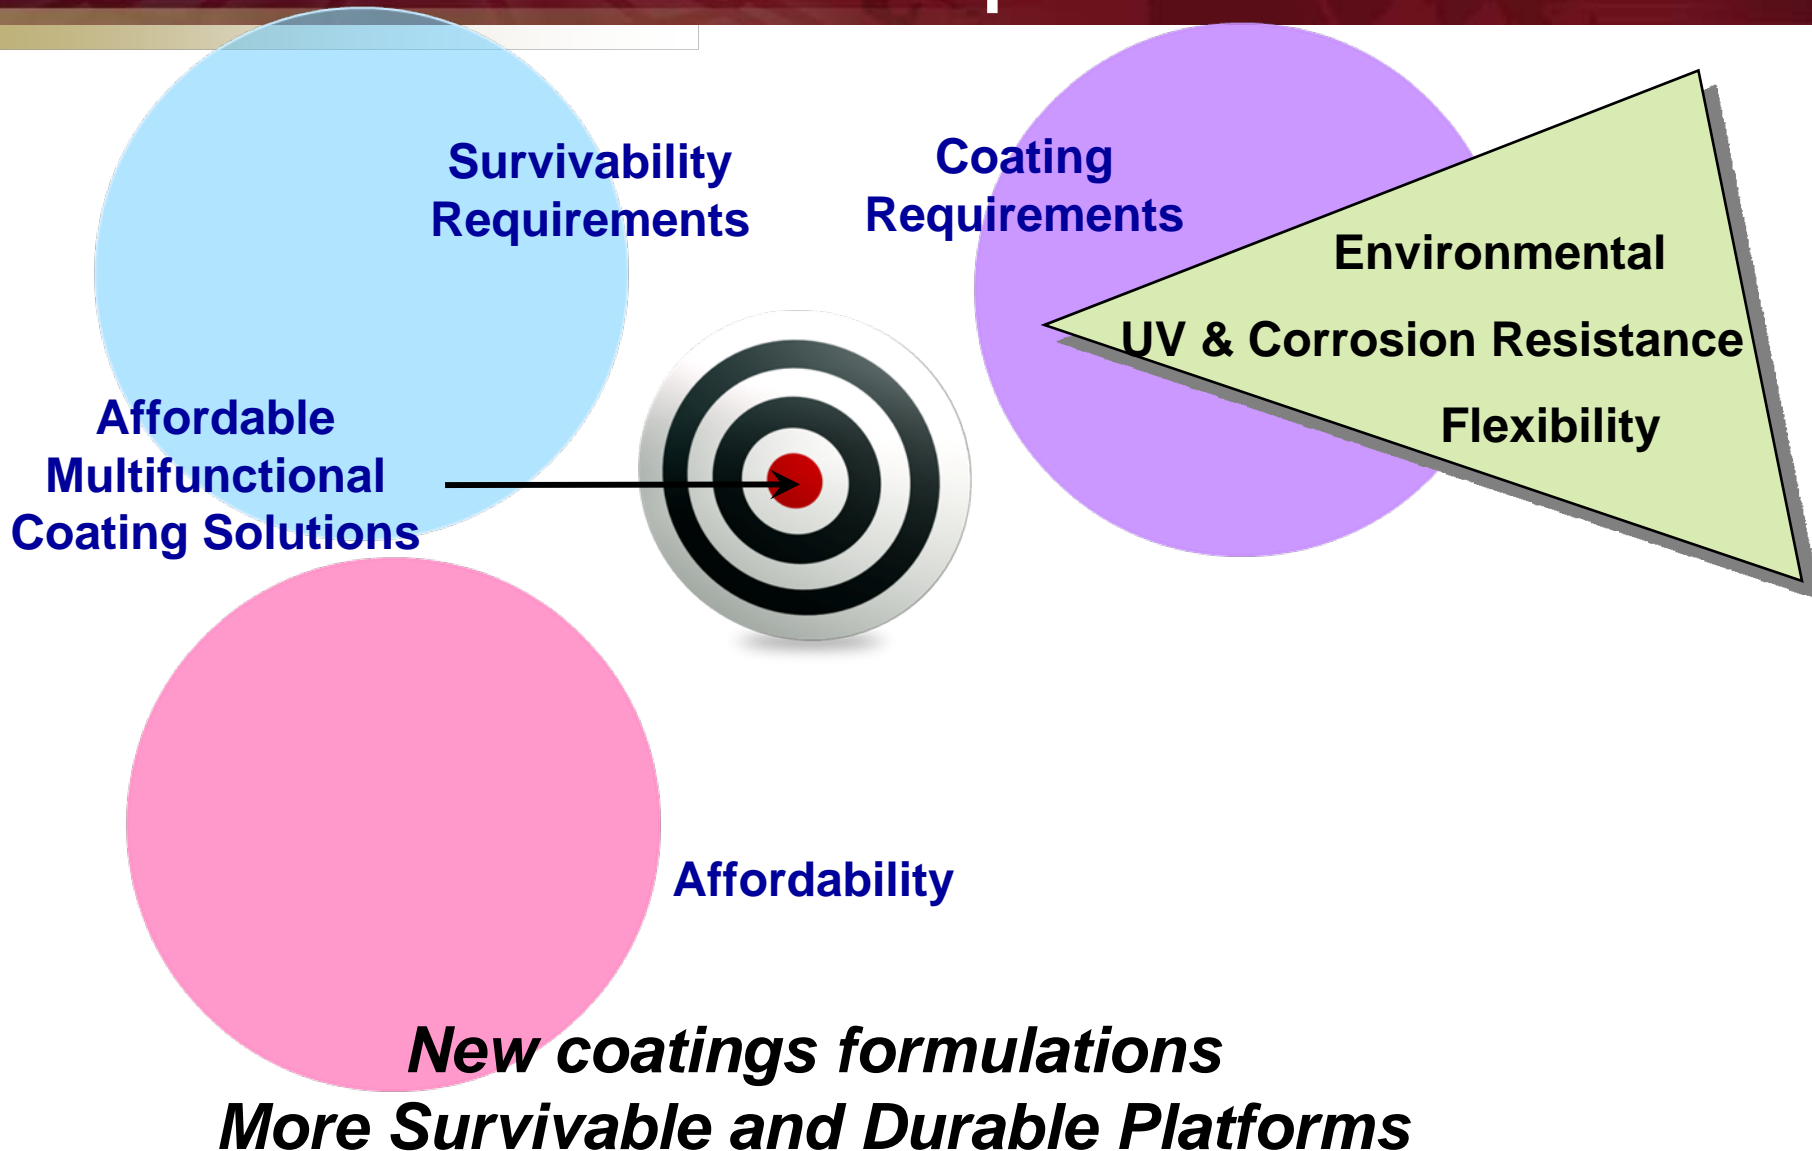 Survivability
Requirements
Coating
Requirements
Environmental
UV & Corrosion Resistance
Flexibility
Affordable
Multifunctional
Coating Solutions
Affordability
New coatings formulations
More Survivable and Durable Platforms